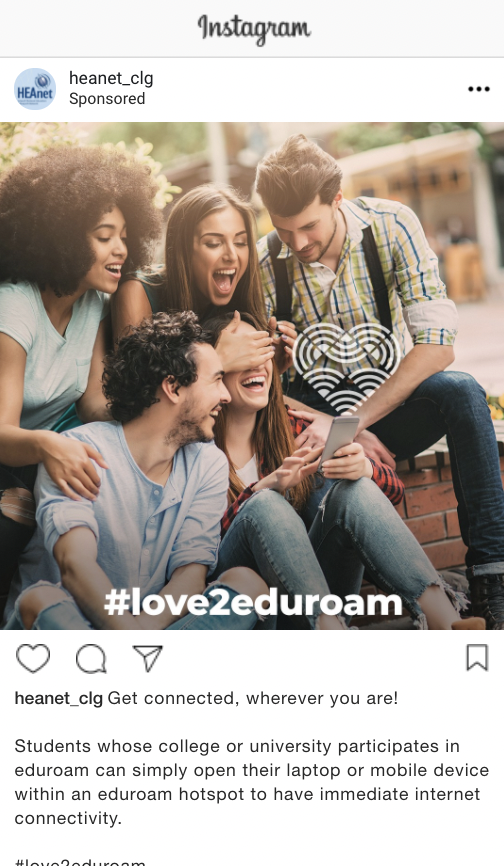 Instagram
HEAnet
heanet_clg
Sponsored
#love2eduroam
heanet_clg Get connected, wherever you are!
Students whose college or university participates in
eduroam can simply open their laptop or mobile device
within an eduroam hotspot to have immediate internet
connectivity.
#love2eduroam